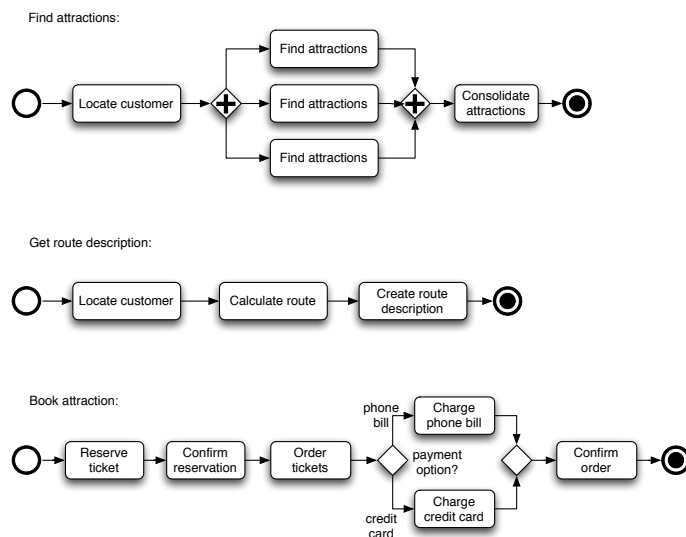 Find attractions:
Find attractions
Locate customer
Find attractions
Consolidate
attractions
Find attractions
Get route description:
Locate customer
Calculate route
Create route
description
Book attraction:
Reserve
ticket
Confirm
reservation
Order
tickets
phone
bill
Charge
phone bill
payment
option?
credit
card
Charge
credit card
Confirm
order